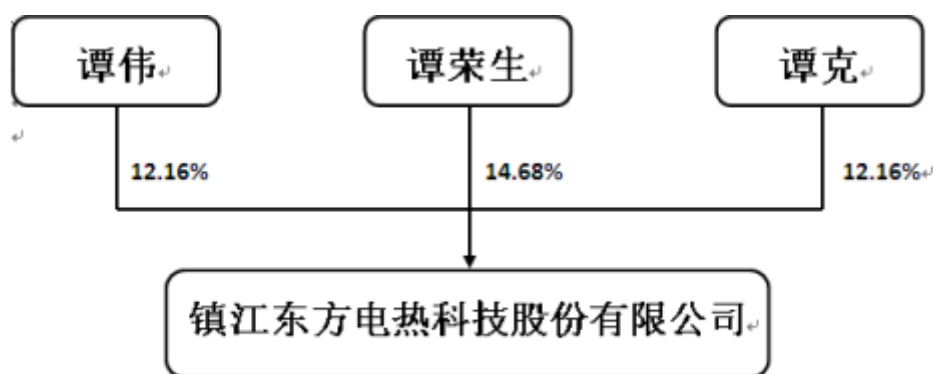 谭伟
谭荣生
谭克
12.16%
14.68%
12.16%
镇江东方电热科技股份有限公司